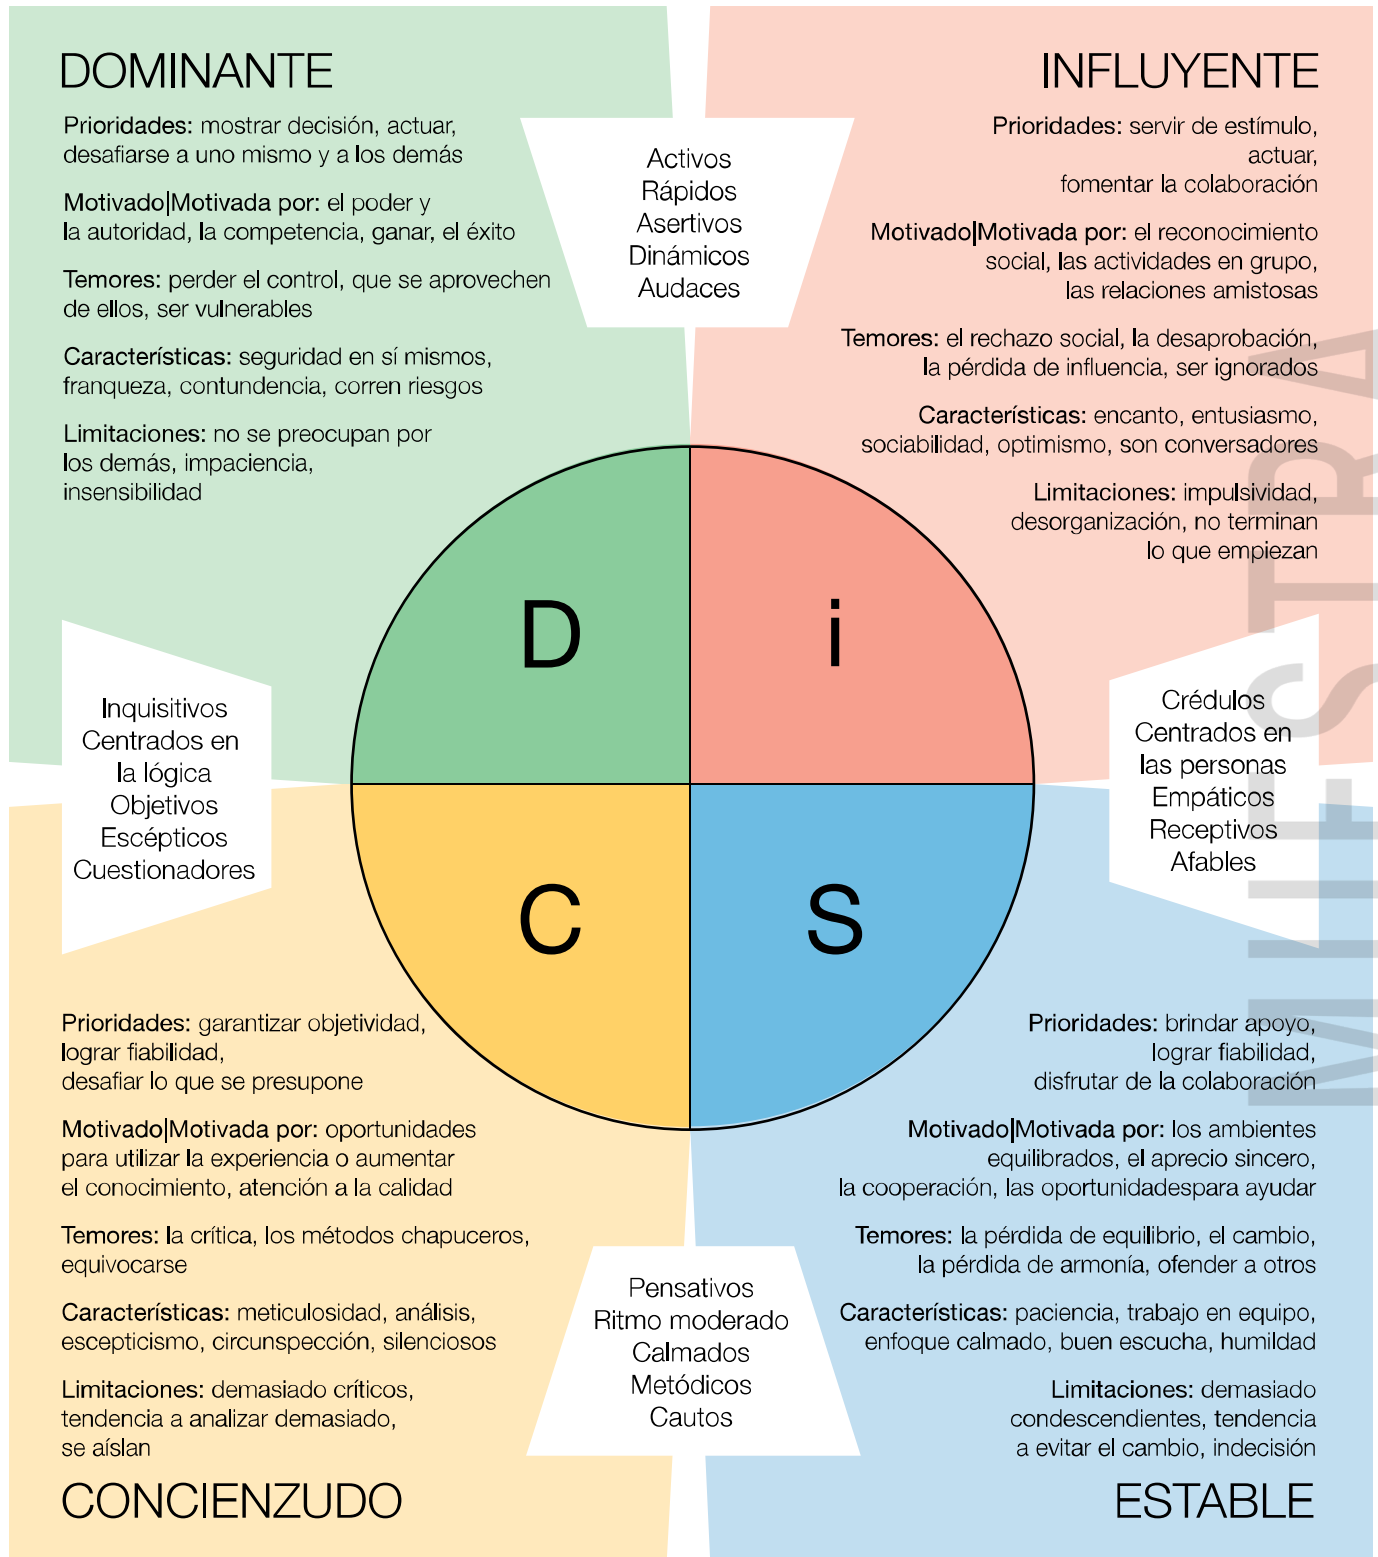 DOMINANTE
Prioridades: mostrar decisión, actuar,
desafiarse a uno mismo y a los demás
Motivado|Motivada por: el poder y
la autoridad, la competencia, ganar, el éxito
Temores: perder el control, que se aprovechen
de ellos, ser vulnerables
Características: seguridad en sí mismos,
franqueza, contundencia, corren riesgos
Limitaciones: no se preocupan por
los demás, impaciencia,
insensibilidad
Activos
Rápidos
Asertivos
Dinámicos
Audaces
INFLUYENTE
Prioridades: servir de estímulo,
actuar,
fomentar la colaboración
Motivado|Motivada por: el reconocimiento
social, las actividades en grupo,
las relaciones amistosas
Temores: el rechazo social, la desaprobación,
la pérdida de influencia, ser ignorados
Características: encanto, entusiasmo,
sociabilidad, optimismo, son conversadores
Limitaciones: impulsividad,
desorganización, no terminan
lo que empiezan
D
i
C
S
Inquisitivos
Centrados en
la lógica
Objetivos
Escépticos
Cuestionadores
Crédulos
Centrados en
las personas
Empáticos
Receptivos
Afables
Prioridades: garantizar objetividad,
lograr fiabilidad,
desafiar lo que se presupone
Motivado|Motivada por: oportunidades
para utilizar la experiencia o aumentar
el conocimiento, atención a la calidad
Temores: la crítica, los métodos chapuceros,
equivocarse
Características: meticulosidad, análisis,
escepticismo, circunspección, silenciosos
Limitaciones: demasiado críticos,
tendencia a analizar demasiado,
se aíslan
CONCIENZUDO
Pensativos
Ritmo moderado
Calmados
Metódicos
Cautos
Prioridades: brindar apoyo,
lograr fiabilidad,
disfrutar de la colaboración
Motivado|Motivada por: los ambientes
equilibrados, el aprecio sincero,
la cooperación, las oportunidadespara ayudar
Temores: la pérdida de equilibrio, el cambio,
la pérdida de armonía, ofender a otros
Características: paciencia, trabajo en equipo,
enfoque calmado, buen escucha, humildad
Limitaciones: demasiado
condescendientes, tendencia
a evitar el cambio, indecisión
ESTABLE
MUESTRA